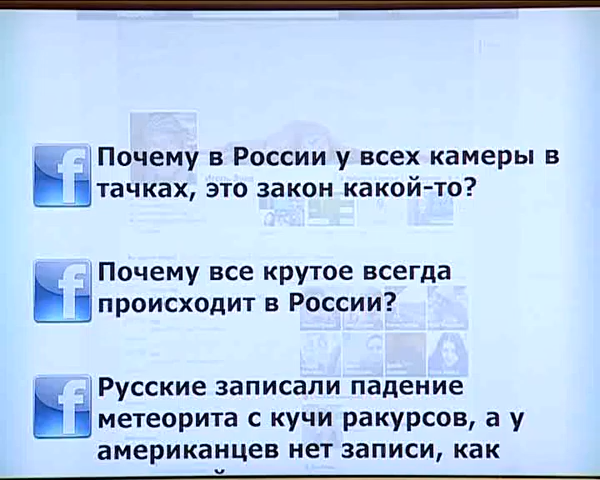 Почему в России у всех камеры в
тачках, это закон какой-то?
Почему все крутое всегда
происходит в России?
Русские записали падение
метеорита с кучи ракурсов, а у
американцев нет записи, как